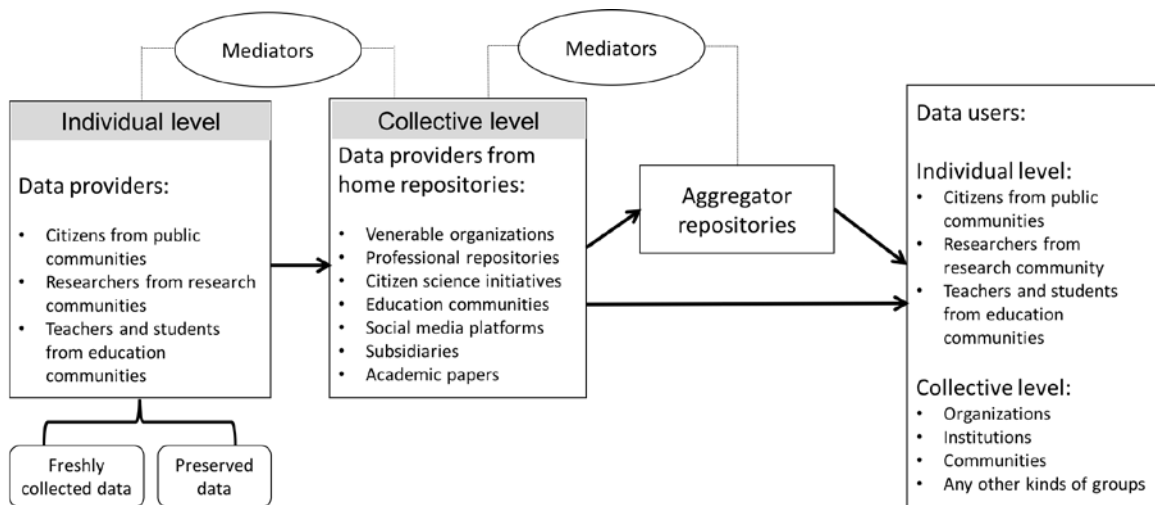 Mediators
Mediators
Individual level
Data providers:
• Citizens from public
communities
• Researchers from research
communities
• Teachers and students
from education
communities
Freshly
collected data
Preserved
data
Collective level
Data providers from
home repositories:
• Venerable organizations
• Professional repositories
• Citizen science initiatives
• Education communities
• Social media platforms
• Subsidiaries
• Academic papers
Aggregator
repositories
Data users:
Individual level:
• Citizens from public
communities
• Researchers from
research community
• Teachers and students
from education
communities
Collective level:
• Organizations
• Institutions
• Communities
• Any other kinds of groups